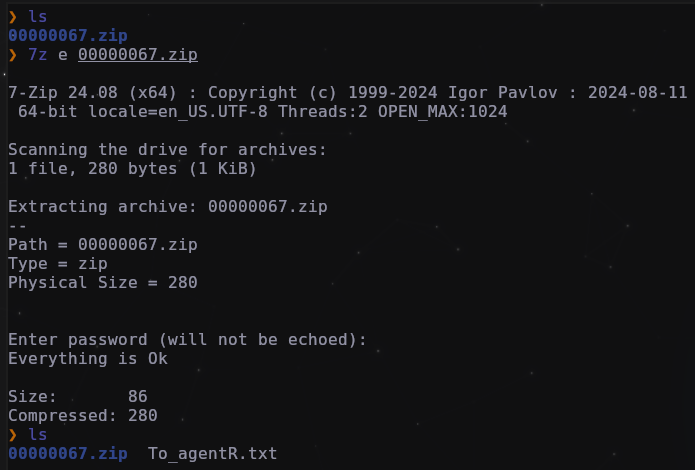 ❯ ls
00000067.zip
❯ 7z e 00000067.zip
7-Zip 24.08 (x64) : Copyright (c) 1999-2024 Igor Pavlov : 2024-08-11
 64-bit locale=en_US.UTF-8 Threads:2 OPEN_MAX:1024
Scanning the drive for archives:
1 file, 280 bytes (1 KiB)
Extracting archive: 00000067.zip
--
Path = 00000067.zip
Type = zip
Physical Size = 280
Enter password (will not be echoed):
Everything is Ok
Size:       86
Compressed: 280
❯ ls
00000067.zip  To_agentR.txt